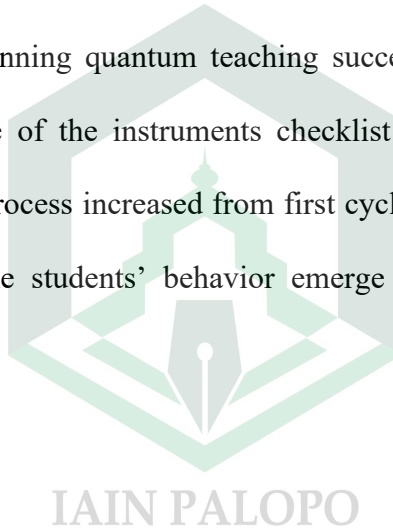 nning quantum teaching succe
of the instruments checklist
rocess increased from first cycl
e students’ behavior emerge
IAIN PALOPO